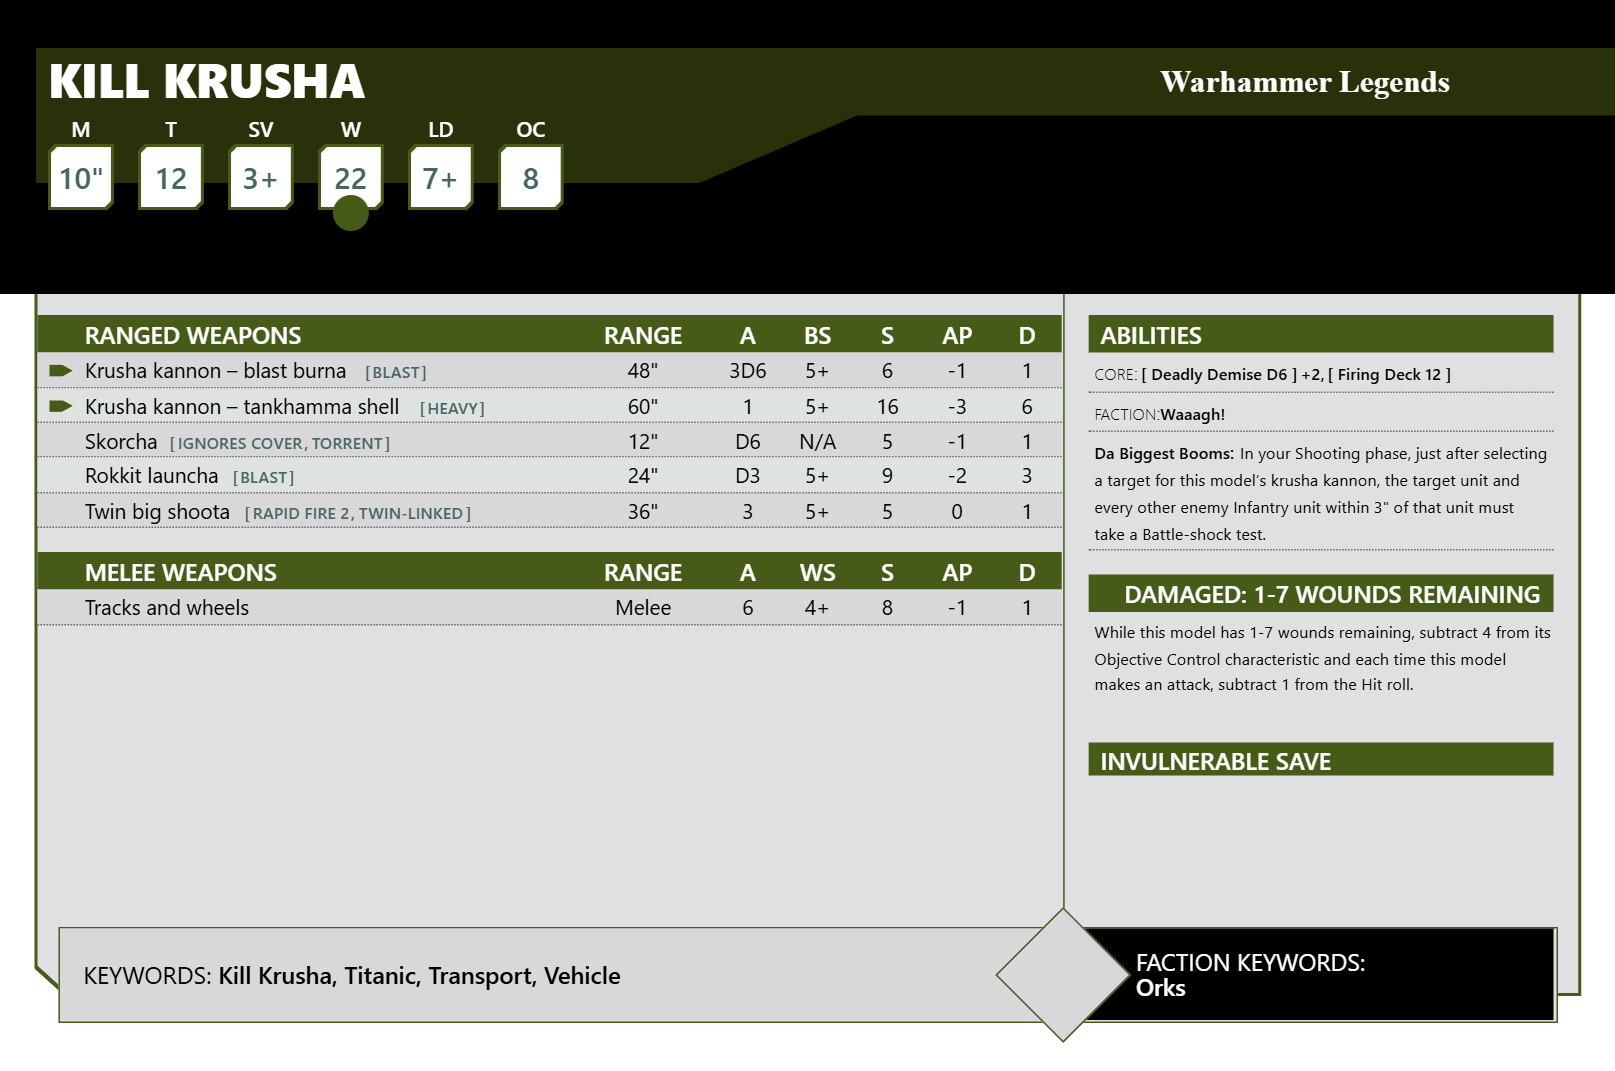 KILL KRUSHA
Warhammer Legends
M T SV W LD OC
10" 12 3+ 22 7+ 8
RANGED WEAPONS RANGE A BS S AP D
Krusha kannon – blast burna [BLAST] 48" 3D6 5+ 6 -1 1
Krusha kannon – tankhamma shell [HEAVY] 60" 1 5+ 16 -3 6
Skorcha [IGNORES COVER, TORRENT] 12" D6 N/A 5 -1 1
Rokkit launcha [BLAST] 24" D3 5+ 9 -2 3
Twin big shoota [RAPID FIRE 2, TWIN-LINKED] 36" 3 5+ 5 0 1
MELEE WEAPONS RANGE A WS S AP D
Tracks and wheels Melee 6 4+ 8 -1 1
ABILITIES
CORE: [ Deadly Demise D6 ] +2, [ Firing Deck 12 ]
FACTION:Waaagh!
Da Biggest Booms: In your Shooting phase, just after selecting
a target for this model’s krusha kannon, the target unit and
every other enemy Infantry unit within 3" of that unit must
take a Battle-shock test.
DAMAGED: 1-7 WOUNDS REMAINING
While this model has 1-7 wounds remaining, subtract 4 from its
Objective Control characteristic and each time this model
makes an attack, subtract 1 from the Hit roll.
INVULNERABLE SAVE
KEYWORDS: Kill Krusha, Titanic, Transport, Vehicle
FACTION KEYWORDS:
Orks